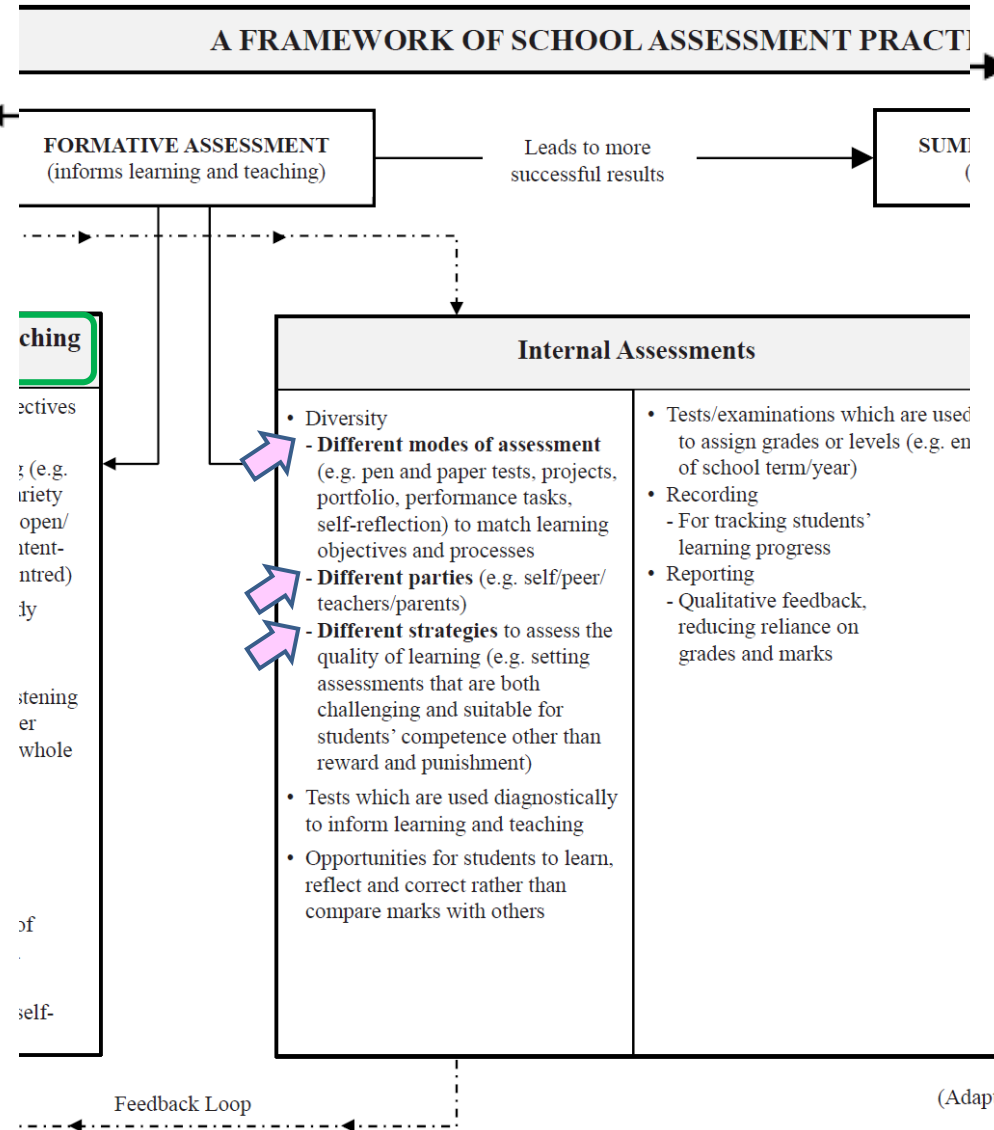 A FRAMEWORK OF SCHOOL ASSESSMENT
FORMATIVE ASSESSMENT
(informs learning and teaching)
Leads to more
successful results
ching
ectives
(e.g.
open/
ntred)
stening
er
whole
of
self-
Internal Assessments
• Diversity
- Different modes of assessment
(e.g. pen and paper tests, projects,
portfolio, performance tasks,
self-reflection) to match learning
objectives and processes
- Different parties (e.g. self/peer/
teachers/parents)
- Different strategies to assess the
quality of learning (e.g. setting
assessments that are both
challenging and suitable for
students’ competence other than
reward and punishment)
• Tests which are used diagnostically
to inform learning and teaching
• Opportunities for students to learn,
reflect and correct rather than
compare marks with others
• Tests/examinations which are used
to assign grades or levels (e.g. en
of school term/year)
• Recording
- For tracking students’
learning progress
• Reporting
- Qualitative feedback,
reducing reliance on
grades and marks
Feedback Loop
(Adap